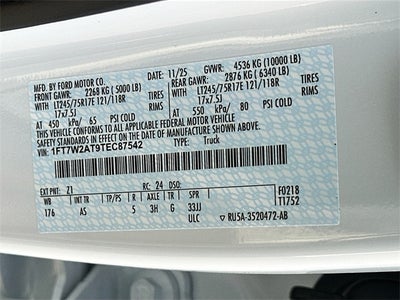 MFD. BY FORD MOTOR CO.
11/25 GVWR: 4536 KG (10000 LB)
FRONT GAWR: 2268 KG ( 5000 LB) REAR GAWR: 2876 KG ( 6340 LB)
LT245/75R17E 121/118R TIRES LT245/75R17E 121/118R TIRES
17x7.5J RIMS 17x7.5J RIMS
AT 450 kPa/ 65 PSI COLD AT 550 kPa/ 80 PSI COLD
THIS VEHICLE CONFORMS TO ALL APPLICABLE FEDERAL MOTOR VEHICLE
SAFETY STANDARDS IN EFFECT ON THE DATE OF MANUFACTURE SHOWN ABOVE.
VIN: 1FT7W2AT9TEC87542
TYPE: Truck
EXT PNT: Z1 RC: 24 DSO: F0218
WB INT TR TP/PS R AXLE TR SPR T1752
176 AS 5 3H G 33JJ
ULC RU5A-3520472-AB